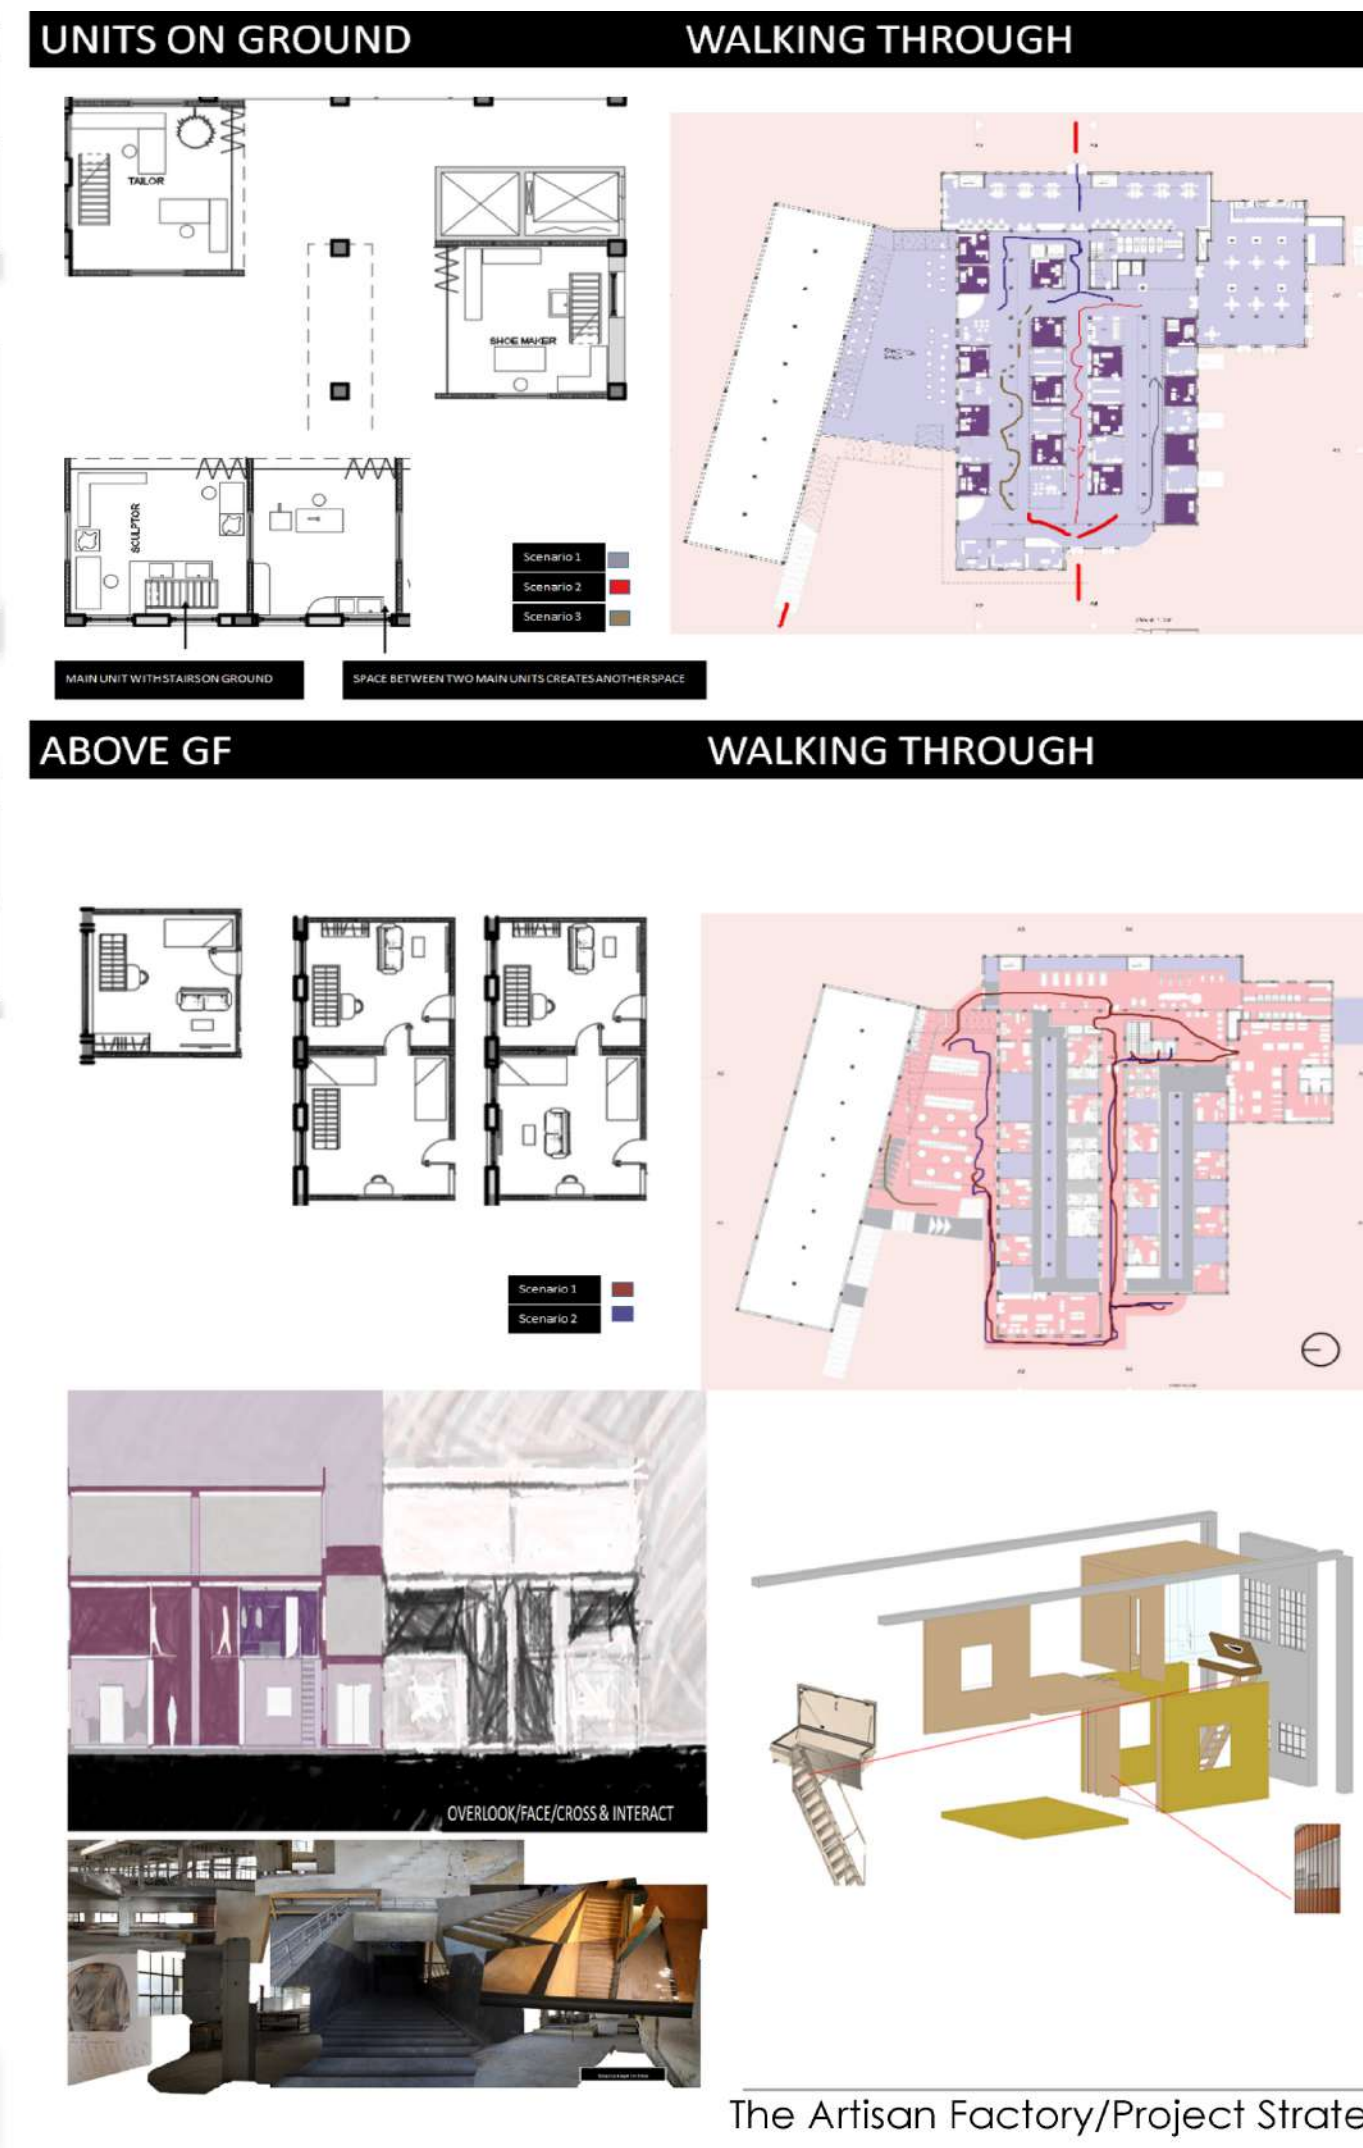 UNITS ON GROUND
WALKING THROUGH
TAILOR
SHOE MAKER
SCULPTOR
Scenario 1
Scenario 2
Scenario 3
MAIN UNIT WITH STAIRS ON GROUND
SPACE BETWEEN TWO MAIN UNITS CREATES ANOTHER SPACE
ABOVE GF
WALKING THROUGH
Scenario 1
Scenario 2
OVERLOOK/FACE/CROSS & INTERACT
The Artisan Factory/Project Strate